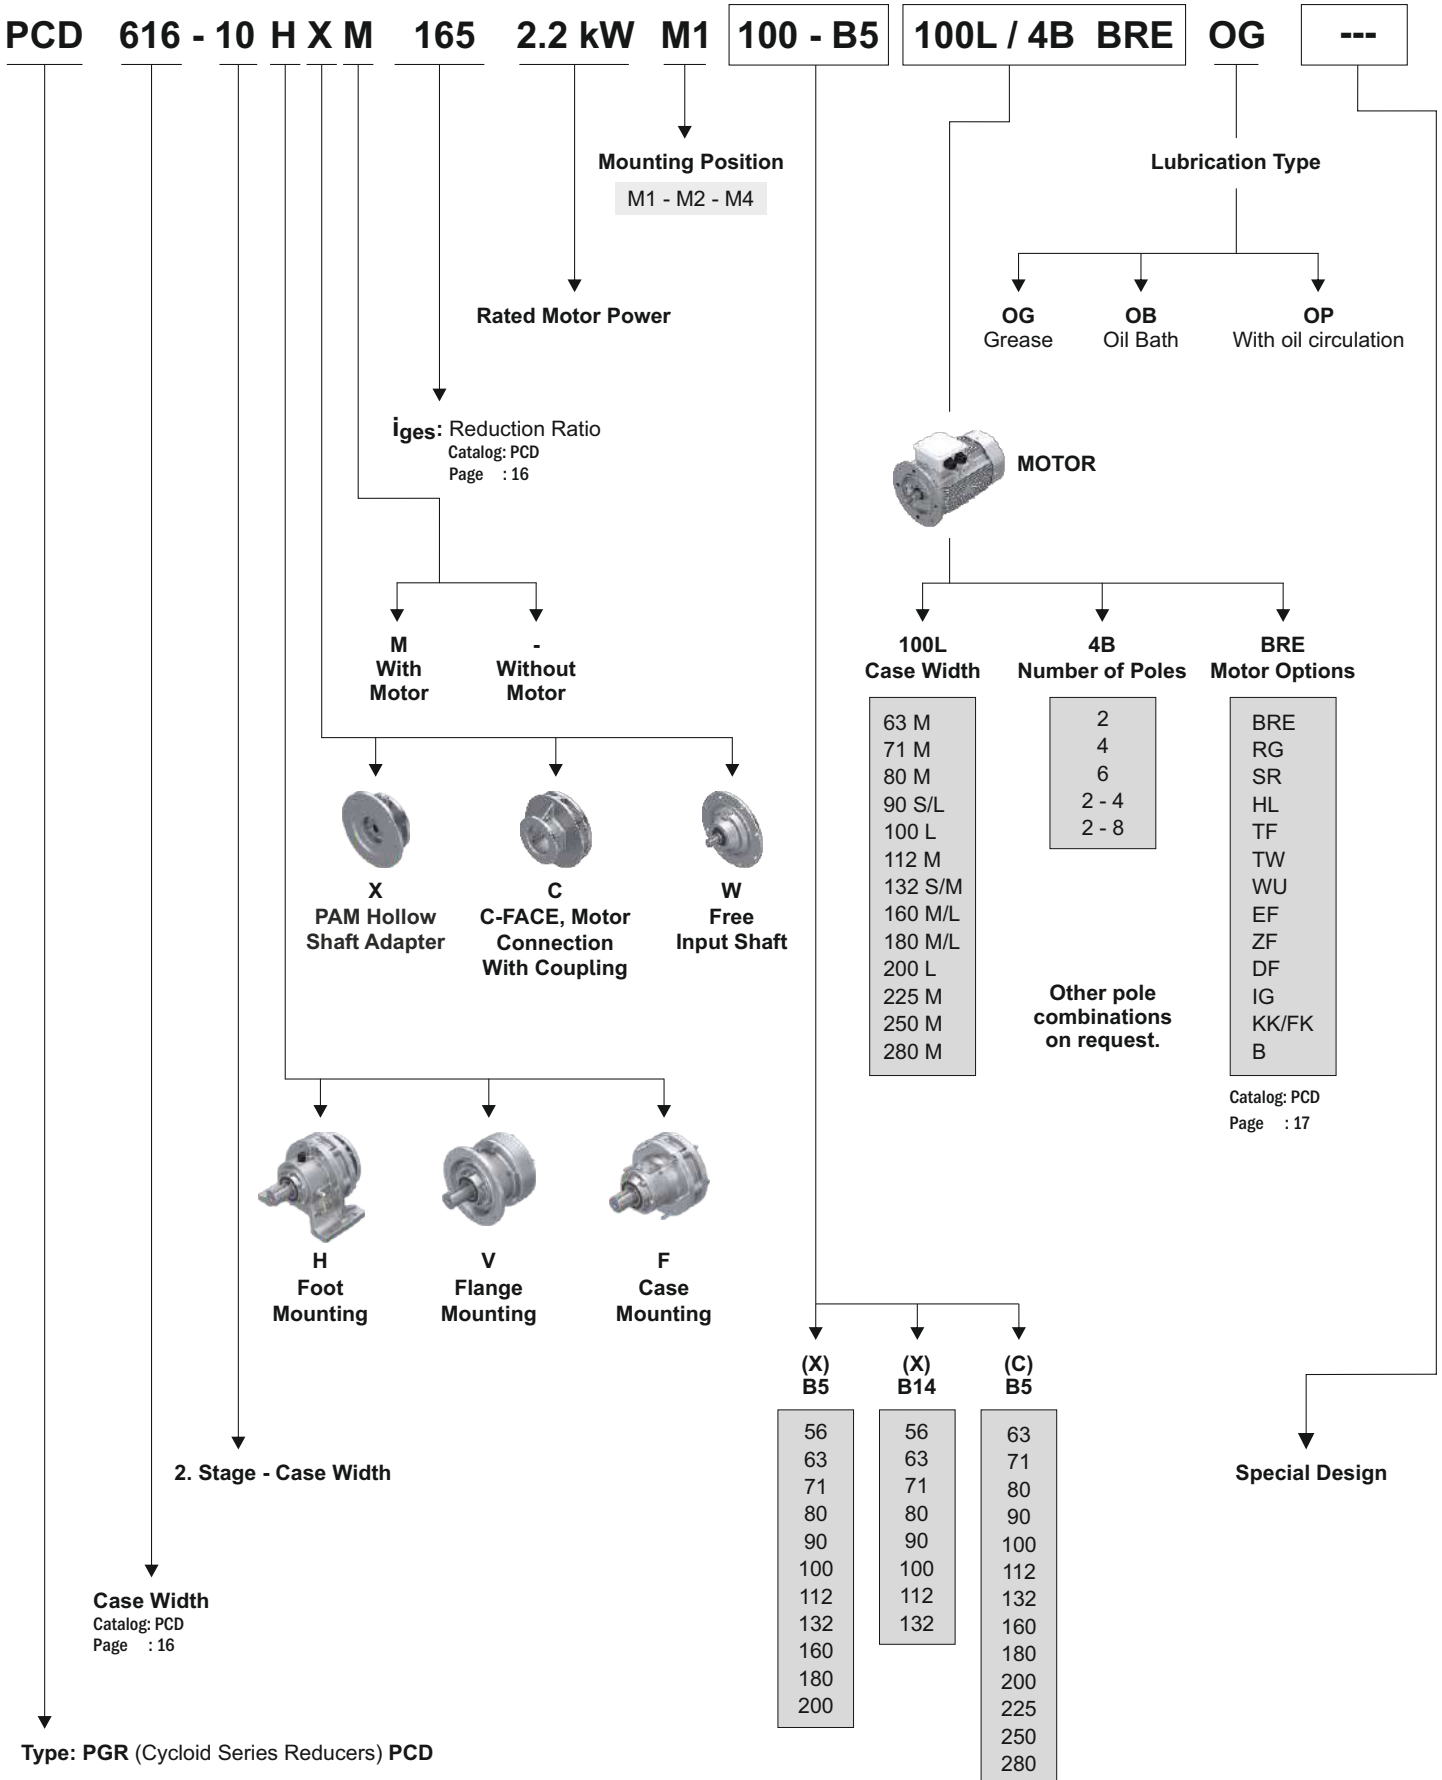 PCD 616 - 10 H X M 165 2.2 kW M1 100 - B5 100L / 4B BRE OG ---
Mounting Position
M1 - M2 - M4
Lubrication Type
Rated Motor Power
OG
Grease
OB
Oil Bath
OP
With oil circulation
iges: Reduction Ratio
Catalog: PCD
Page : 16
MOTOR
M
With
Motor
-
Without
Motor
100L
Case Width
63 M
71 M
80 M
90 S/L
100 L
112 M
132 S/M
160 M/L
180 M/L
200 L
225 M
250 M
280 M
4B
Number of Poles
2
4
6
2 - 4
2 - 8
Other pole
combinations
on request.
BRE
Motor Options
BRE
RG
SR
HL
TF
TW
WU
EF
ZF
DF
IG
KK/FK
B
Catalog: PCD
Page : 17
X
PAM Hollow
Shaft Adapter
C
C-FACE, Motor
Connection
With Coupling
W
Free
Input Shaft
H
Foot
Mounting
V
Flange
Mounting
F
Case
Mounting
(X)
B5
56
63
71
80
90
100
112
132
160
180
200
(X)
B14
56
63
71
80
90
100
112
132
(C)
B5
63
71
80
90
100
112
132
160
180
200
225
250
280
2. Stage - Case Width
Special Design
Case Width
Catalog: PCD
Page : 16
Type: PGR (Cycloid Series Reducers) PCD